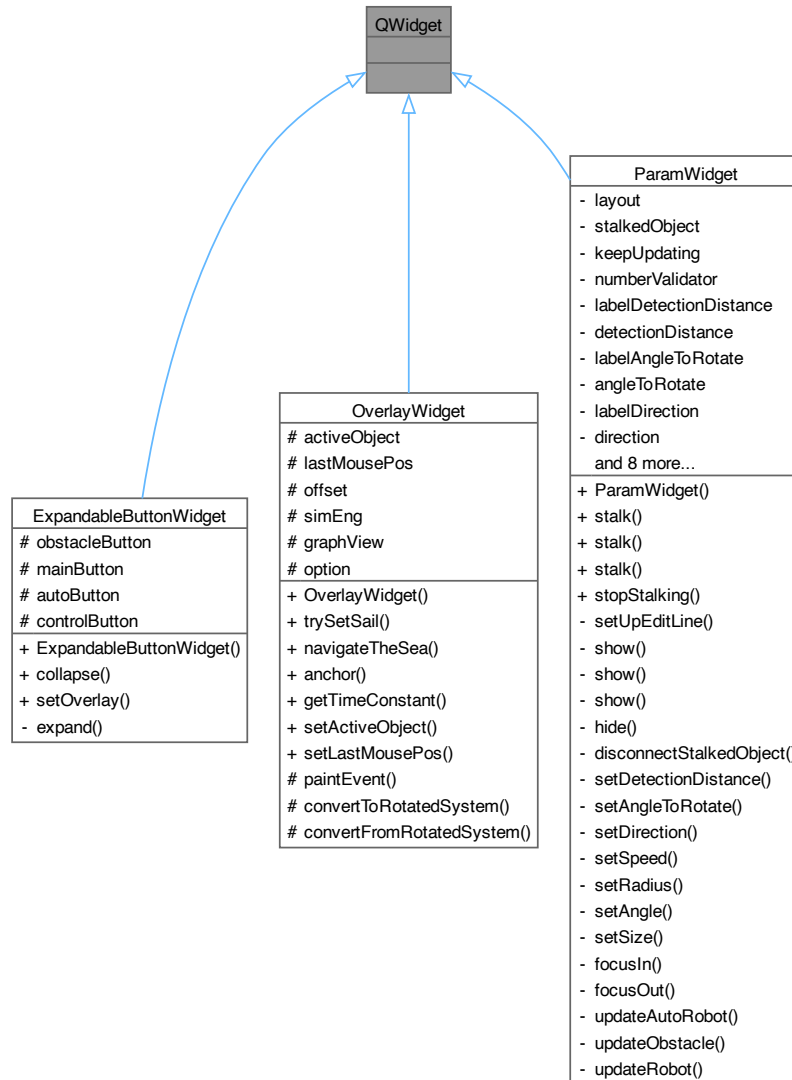 QWidget
ParamWidget
- layout
- stalkedObject
- keepUpdating
- numberValidator
- labelDetectionDistance
- detectionDistance
- labelAngleToRotate
- angleToRotate
- labelDirection
- direction
and 8 more...
+ ParamWidget()
+ stalk()
+ stalk()
+ stalk()
+ stopStalking()
- setUpEditLine()
- show()
- show()
- show()
- hide()
- disconnectStalkedObject()
- setDetectionDistance()
- setAngleToRotate()
- setDirection()
- setSpeed()
- setRadius()
- setAngle()
- setSize()
- focusIn()
- focusOut()
- updateAutoRobot()
- updateObstacle()
- updateRobot()
OverlayWidget
# activeObject
# lastMousePos
# offset
# simEng
# graphView
# option
+ OverlayWidget()
+ trySetSail()
+ navigateTheSea()
+ anchor()
+ getTimeConstant()
+ setActiveObject()
+ setLastMousePos()
# paintEvent()
# convertToRotatedSystem()
# convertFromRotatedSystem()
ExpandableButtonWidget
# obstacleButton
# mainButton
# autoButton
# controlButton
+ ExpandableButtonWidget()
+ collapse()
+ setOverlay()
- expand()